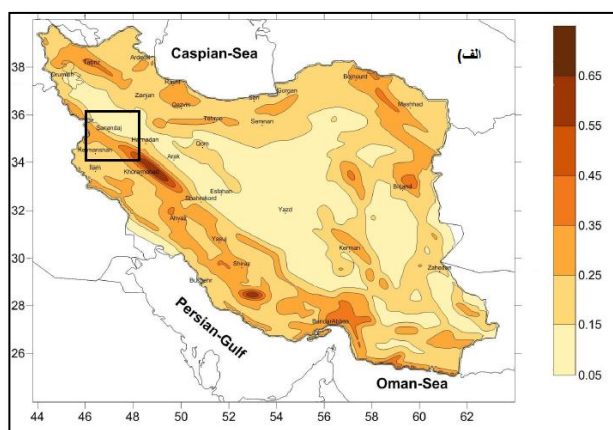 الف)
Caspian-Sea
Tabriz
Ardebil
Orumieh
Rasht
Zanjan
Qazvin
Sari
Gorgan
Bojnourd
Mashhad
Tehran
Semnan
Sanandaj
Hamadan
Qom
Kermanshah
Arak
Ilam
Khoramabad
Esfahan
Shahrekord
Birjand
Yazd
Ahvaz
Yasuj
Kerman
Shiraz
Zahedan
Bushehr
BandarAbbas
Persian-Gulf
Oman-Sea
38
36
34
32
30
28
26
44 46 48 50 52 54 56 58 60 62
0.65
0.55
0.45
0.35
0.25
0.15
0.05